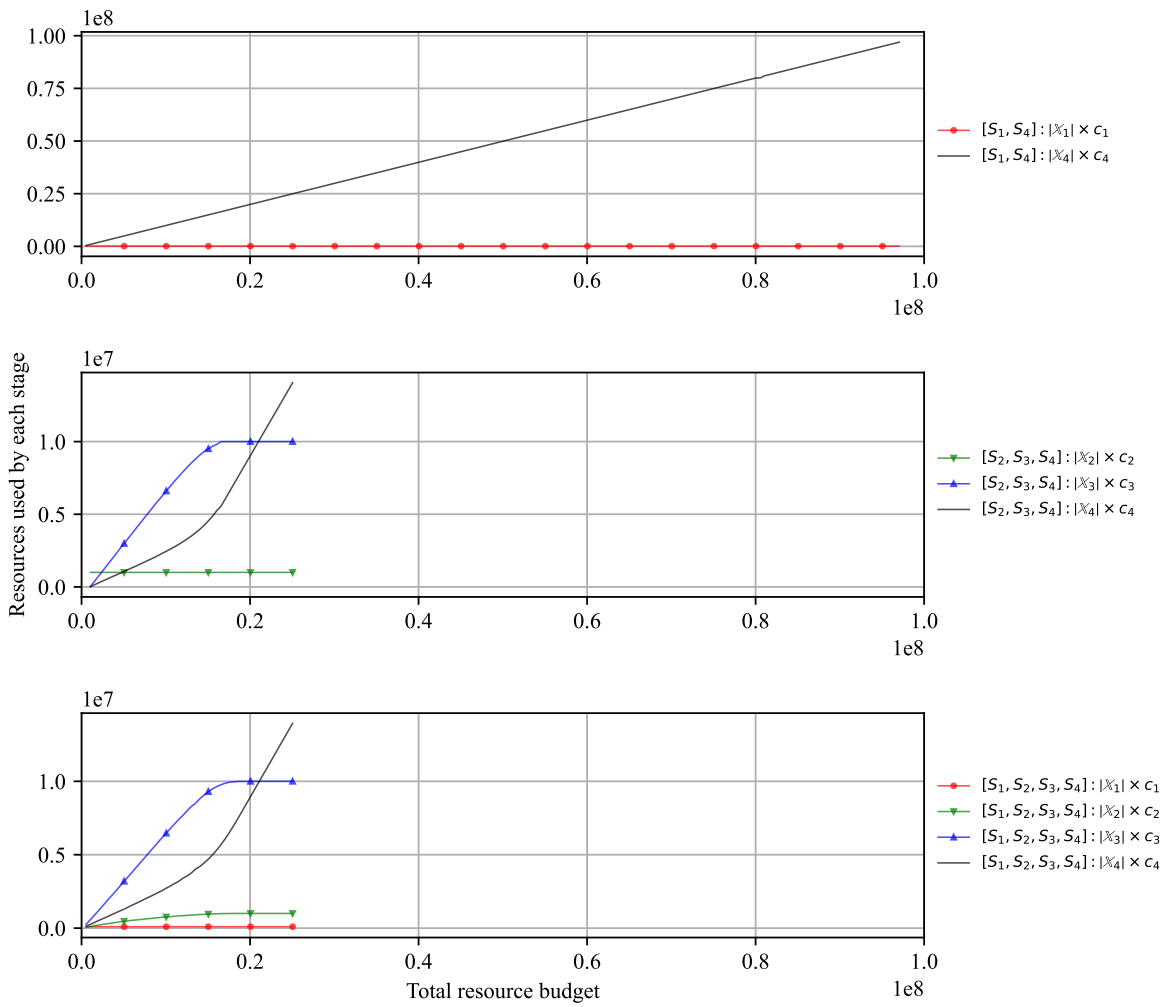 1e8
1.00
0.75
0.50
0.25
0.00
0.0 0.2 0.4 0.6 0.8 1.0
1e8
[S₁, S₄] : |𝕏₁| × c₁
[S₁, S₄] : |𝕏₄| × c₄
Resources used by each stage
1e7
1.0
0.5
0.0
0.0 0.2 0.4 0.6 0.8 1.0
1e8
[S₂, S₃, S₄] : |𝕏₂| × c₂
[S₂, S₃, S₄] : |𝕏₃| × c₃
[S₂, S₃, S₄] : |𝕏₄| × c₄
1e7
1.0
0.5
0.0
0.0 0.2 0.4 0.6 0.8 1.0
1e8
Total resource budget
[S₁, S₂, S₃, S₄] : |𝕏₁| × c₁
[S₁, S₂, S₃, S₄] : |𝕏₂| × c₂
[S₁, S₂, S₃, S₄] : |𝕏₃| × c₃
[S₁, S₂, S₃, S₄] : |𝕏₄| × c₄